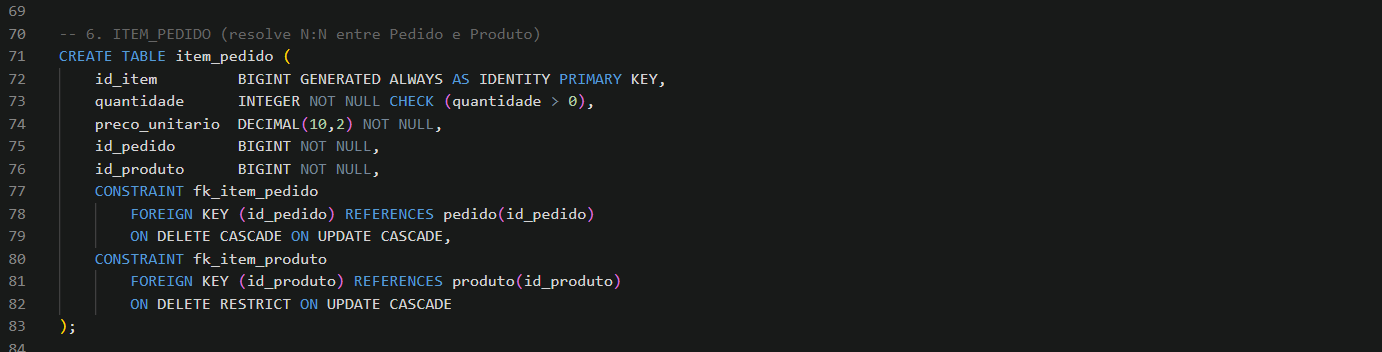 69
70 -- 6. ITEM_PEDIDO (resolve N:N entre Pedido e Produto)
71 CREATE TABLE item_pedido (
72 id_item BIGINT GENERATED ALWAYS AS IDENTITY PRIMARY KEY,
73 quantidade INTEGER NOT NULL CHECK (quantidade > 0),
74 preco_unitario DECIMAL(10,2) NOT NULL,
75 id_pedido BIGINT NOT NULL,
76 id_produto BIGINT NOT NULL,
77 CONSTRAINT fk_item_pedido
78 FOREIGN KEY (id_pedido) REFERENCES pedido(id_pedido)
79 ON DELETE CASCADE ON UPDATE CASCADE,
80 CONSTRAINT fk_item_produto
81 FOREIGN KEY (id_produto) REFERENCES produto(id_produto)
82 ON DELETE RESTRICT ON UPDATE CASCADE
83 );
84